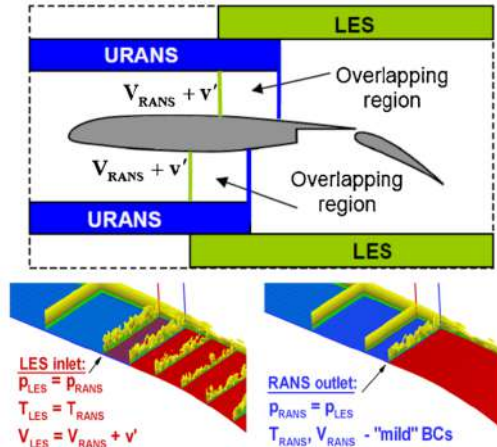 LES
URANS
V_RANS + v'
Overlapping
region
V_RANS + v'
Overlapping
region
URANS
LES
LES inlet:
p_LES = p_RANS
T_LES = T_RANS
V_LES = V_RANS + v'
RANS outlet:
p_RANS = p_LES
T_RANS, V_RANS - "mild" BCs